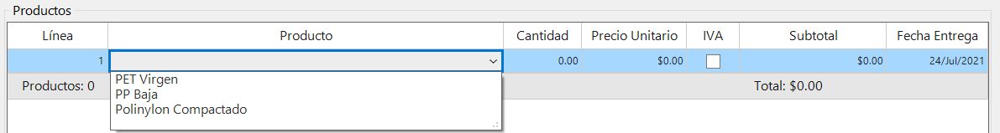 Productos
Línea Producto Cantidad Precio Unitario IVA Subtotal Fecha Entrega
1 0.00 $0.00 $0.00 24/Jul/2021
PET Virgen
Productos: 0 Total: $0.00
PP Baja
Polinylon Compactado